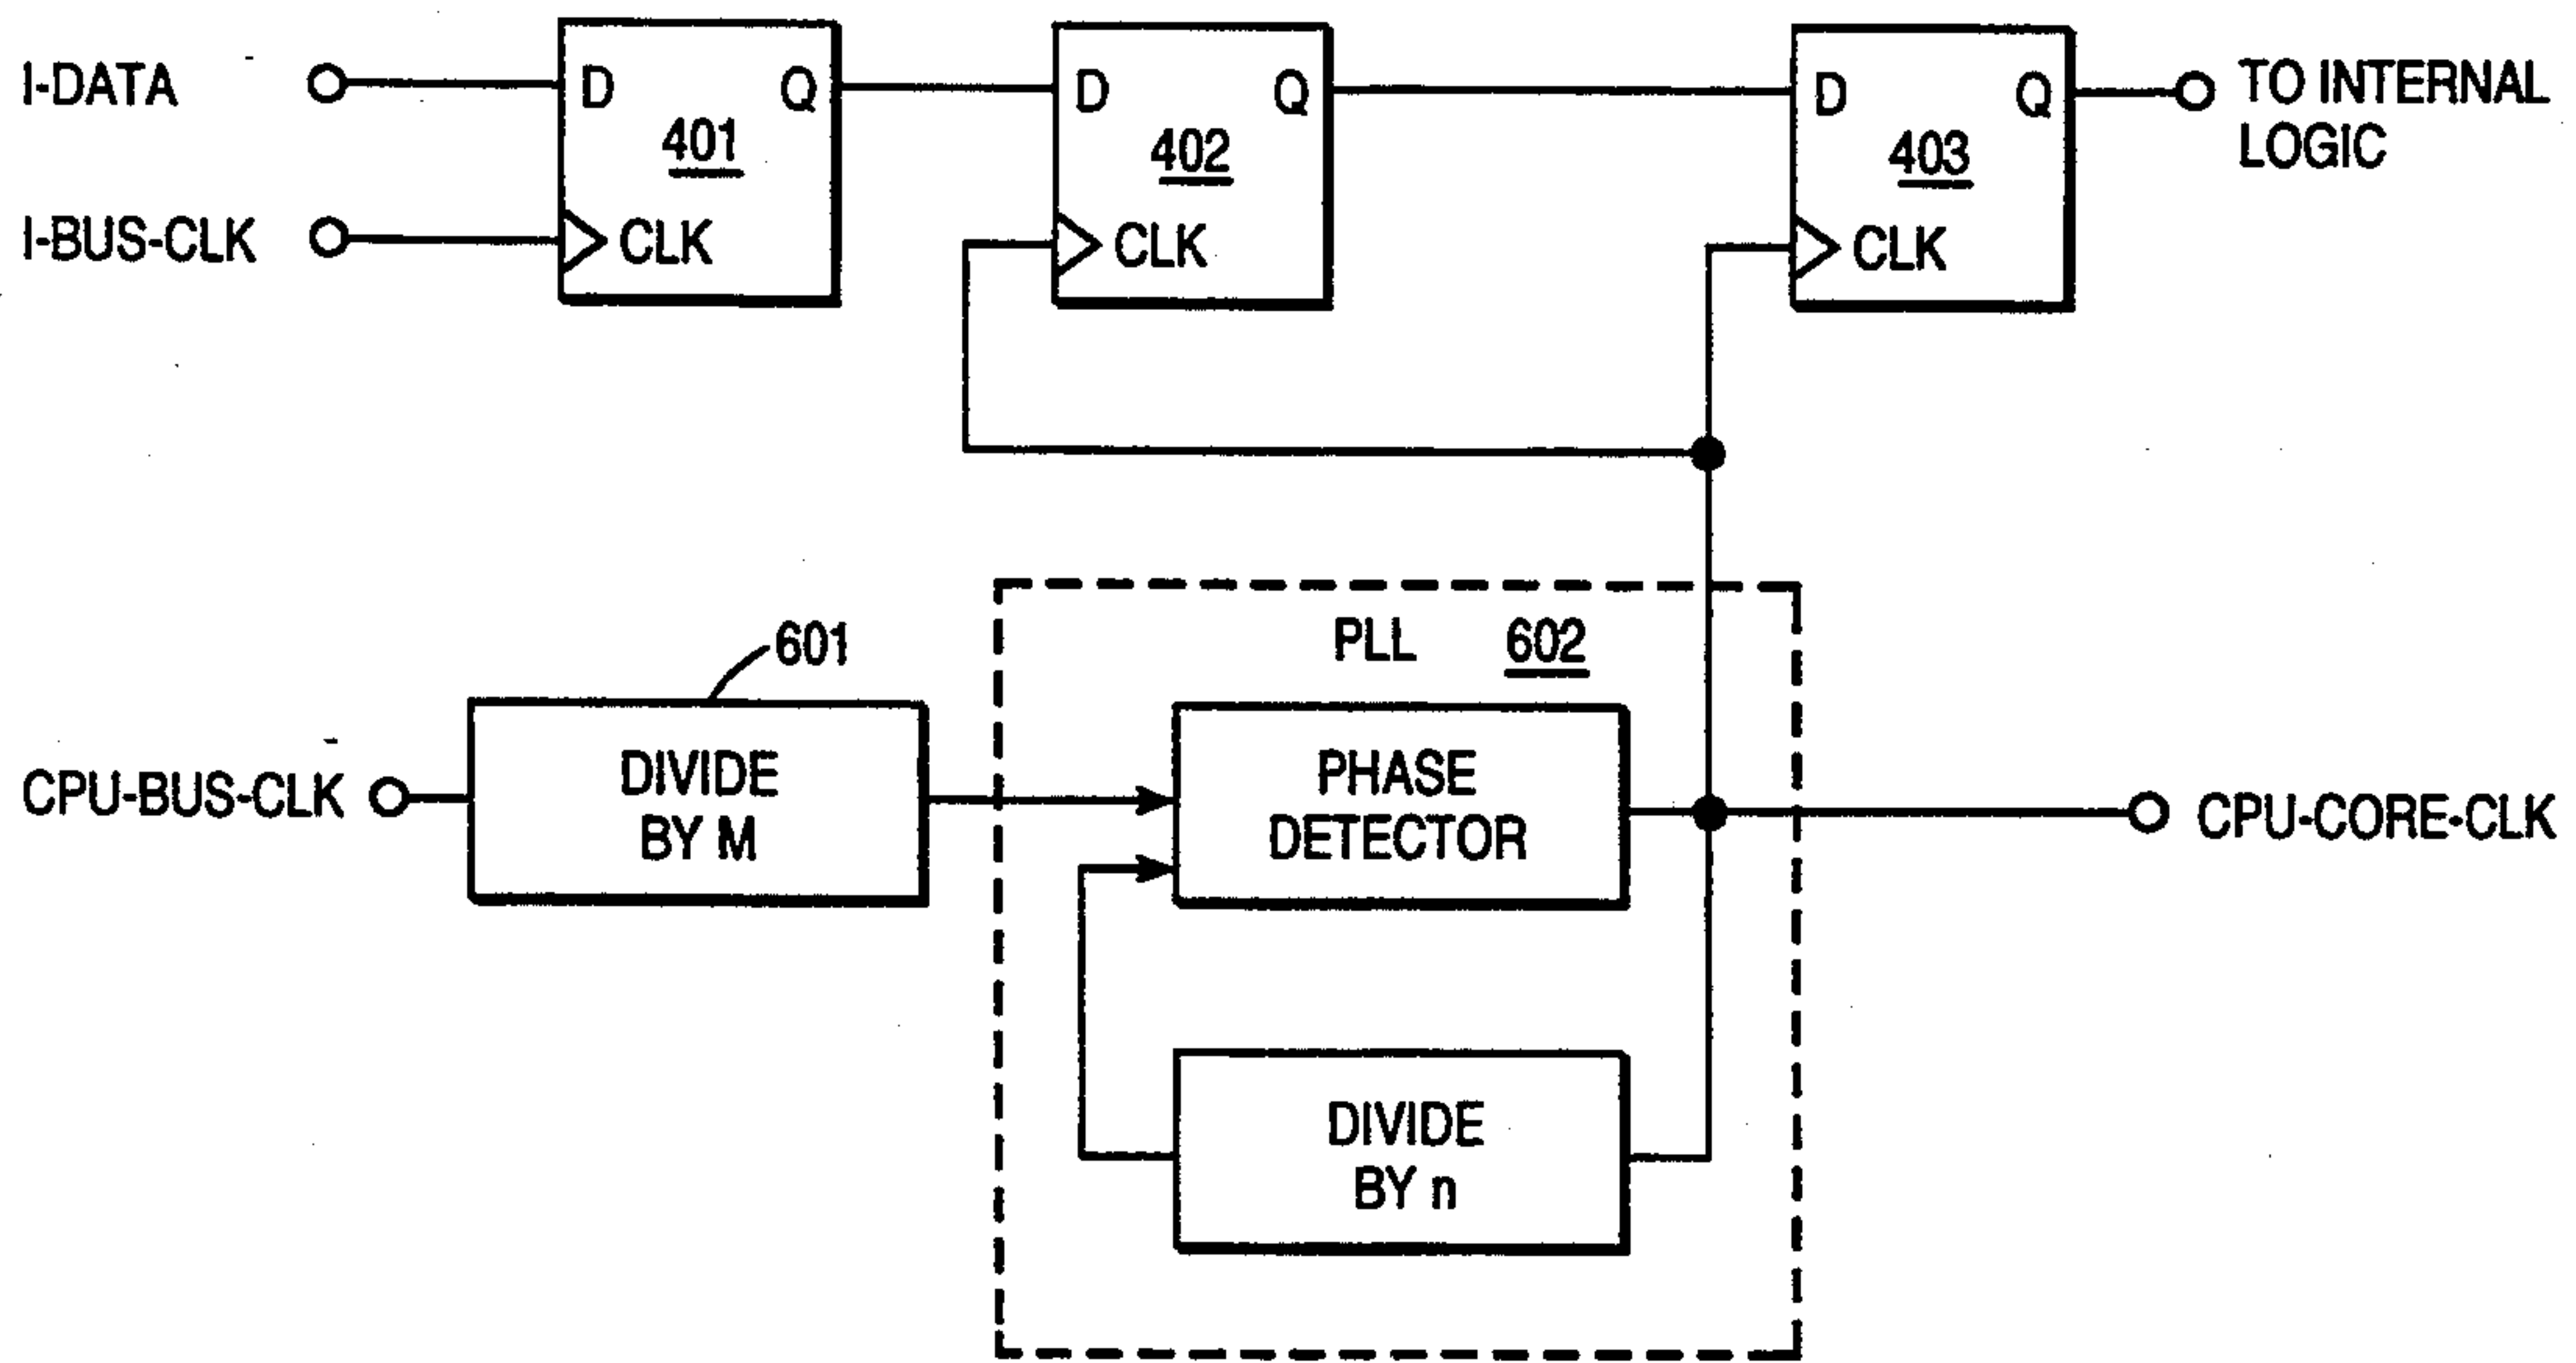 I-DATA
D
Q
401
I-BUS-CLK
CLK
D
Q
402
CLK
D
Q
403
CLK
TO INTERNAL
LOGIC
601
PLL 602
CPU-BUS-CLK
DIVIDE
BY M
PHASE
DETECTOR
CPU-CORE-CLK
DIVIDE
BY n